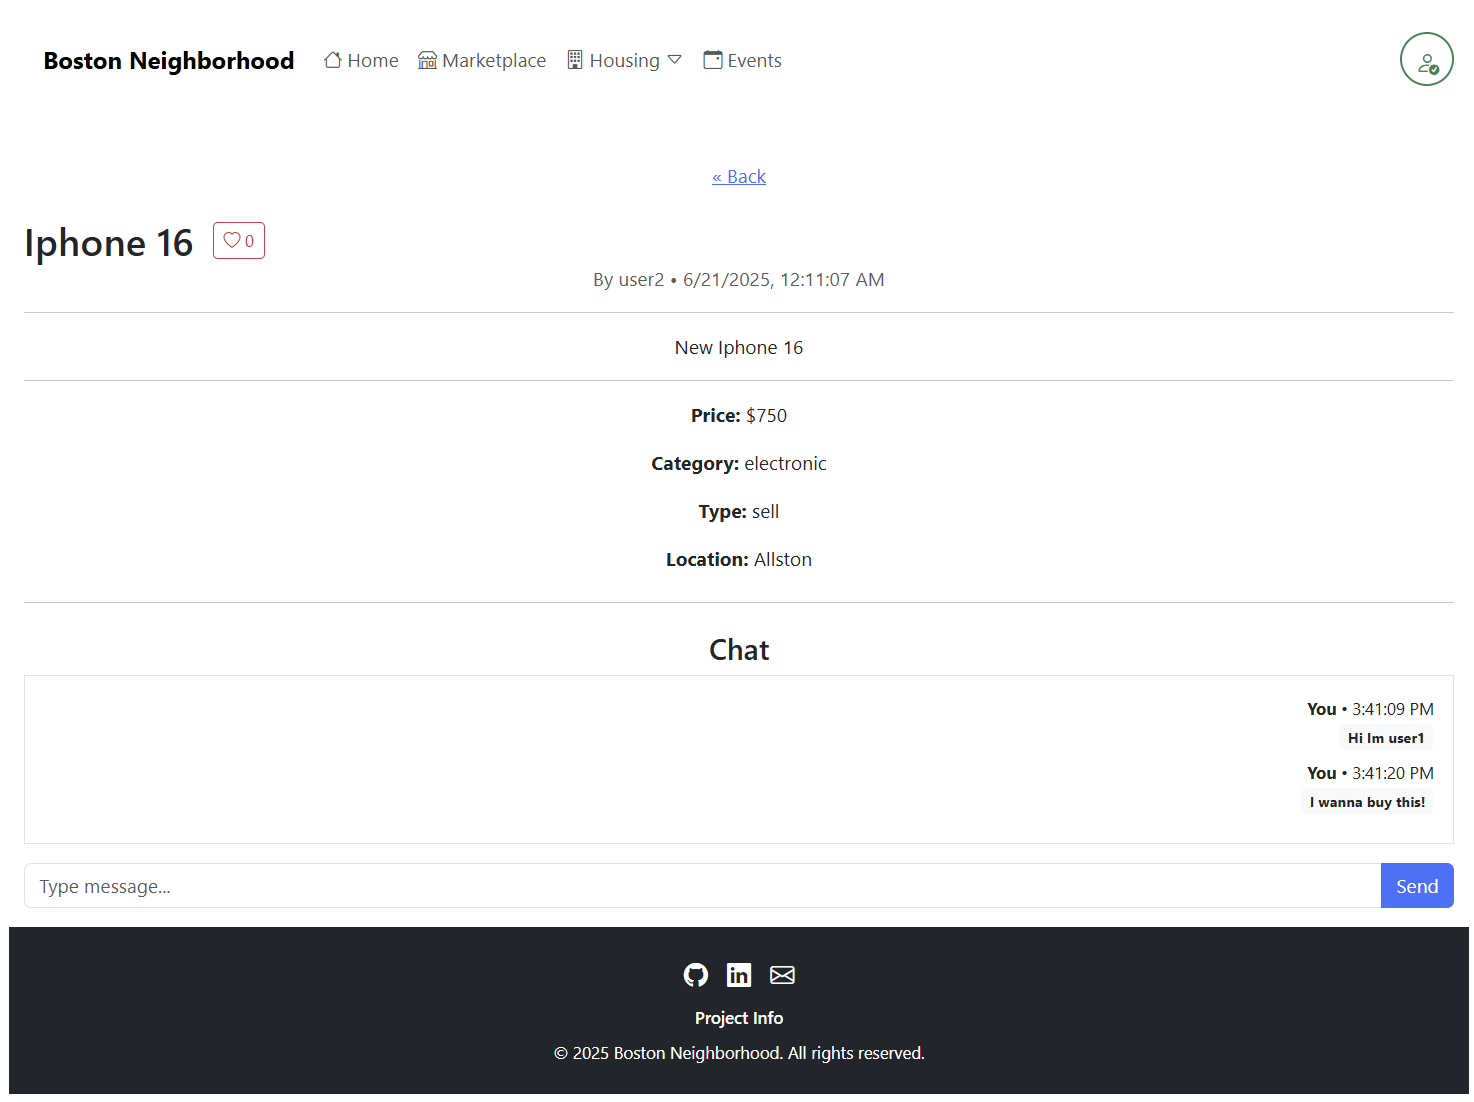 Boston Neighborhood Home Marketplace Housing Events
« Back
Iphone 16 0
By user2 • 6/21/2025, 12:11:07 AM
New Iphone 16
Price: $750
Category: electronic
Type: sell
Location: Allston
Chat
You • 3:41:09 PM
Hi Im user1
You • 3:41:20 PM
I wanna buy this!
Type message... Send
in
Project Info
© 2025 Boston Neighborhood. All rights reserved.